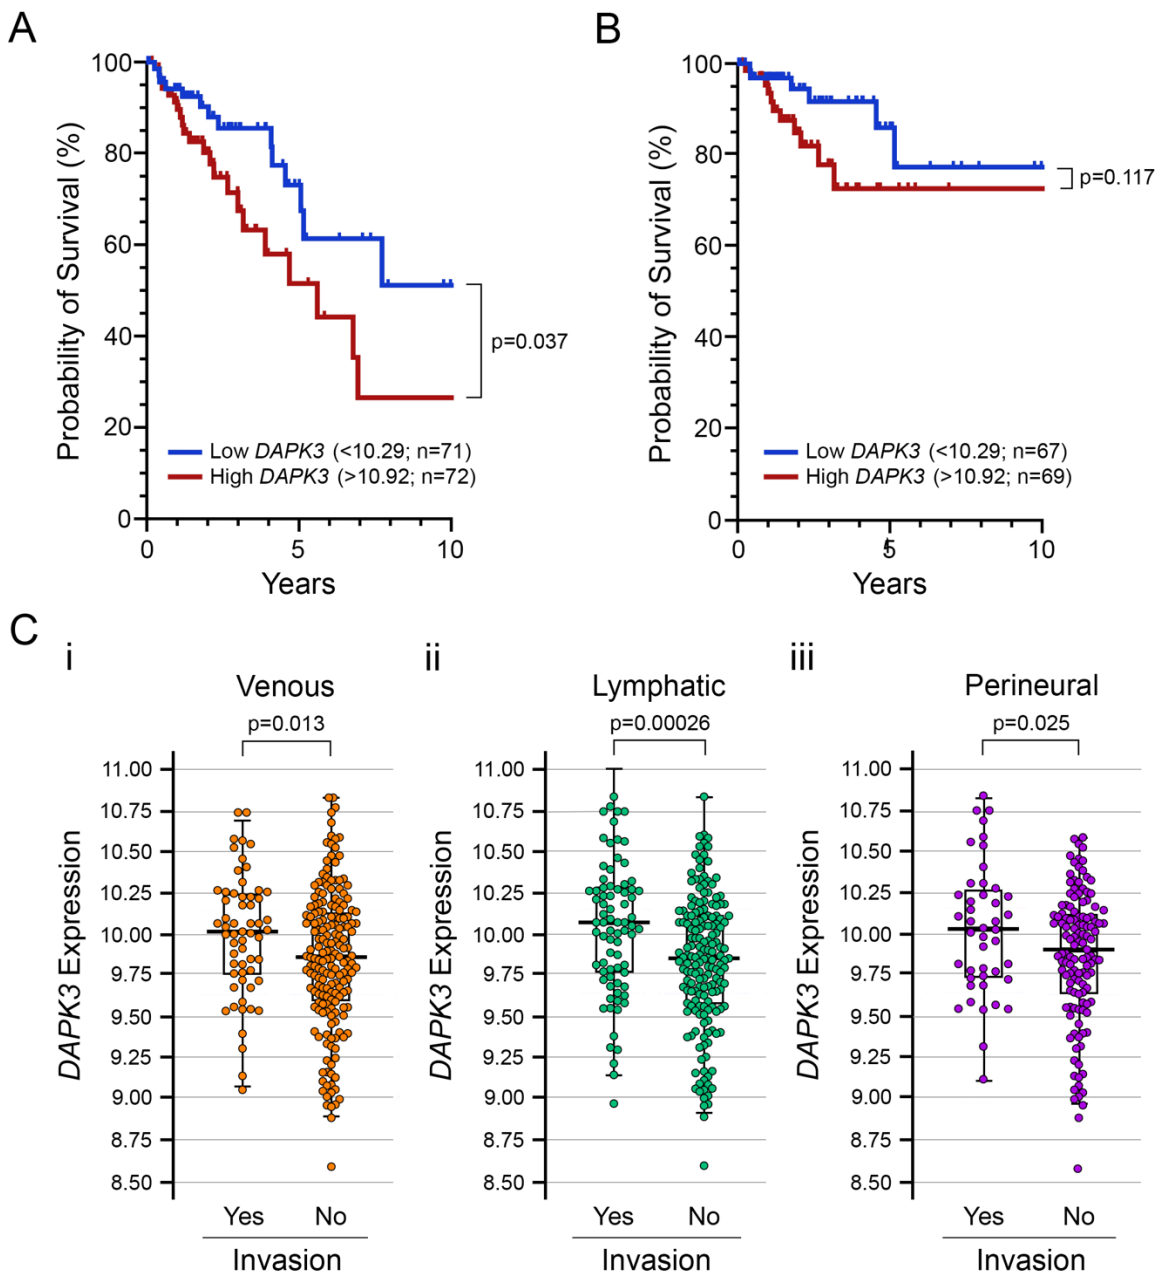 A
Probability of Survival (%)
100
80
60
40
20
0
0
5
10
Years
p=0.037
Low DAPK3 (<10.29; n=71)
High DAPK3 (>10.92; n=72)
B
Probability of Survival (%)
100
80
60
40
20
0
0
5
10
Years
p=0.117
Low DAPK3 (<10.29; n=67)
High DAPK3 (>10.92; n=69)
C
i
Venous
p=0.013
DAPK3 Expression
11.00
10.75
10.50
10.25
10.00
9.75
9.50
9.25
9.00
8.75
8.50
Yes
No
Invasion
ii
Lymphatic
p=0.00026
DAPK3 Expression
11.00
10.75
10.50
10.25
10.00
9.75
9.50
9.25
9.00
8.75
8.50
Yes
No
Invasion
iii
Perineural
p=0.025
DAPK3 Expression
11.00
10.75
10.50
10.25
10.00
9.75
9.50
9.25
9.00
8.75
8.50
Yes
No
Invasion